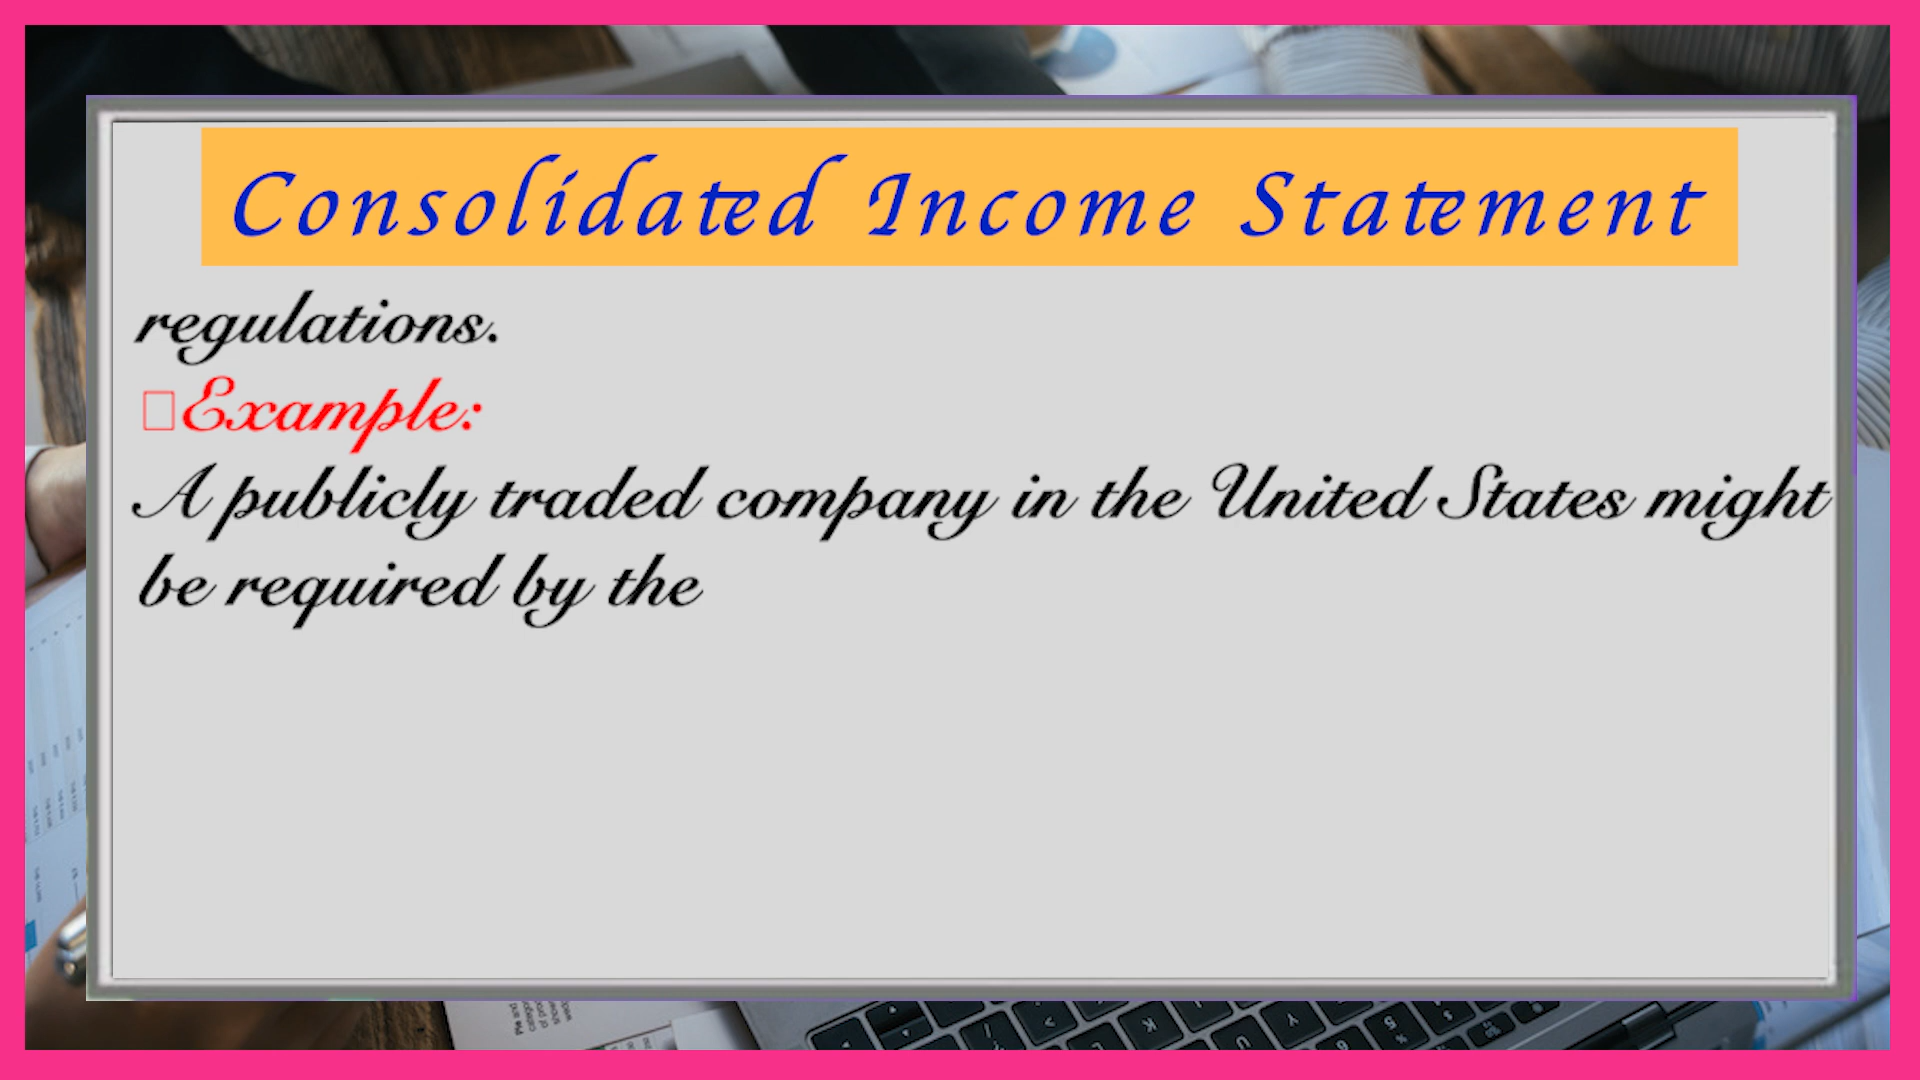 Consolidated Income Statement
regulations.
Example:
A publicly traded company in the United States might
be required by the